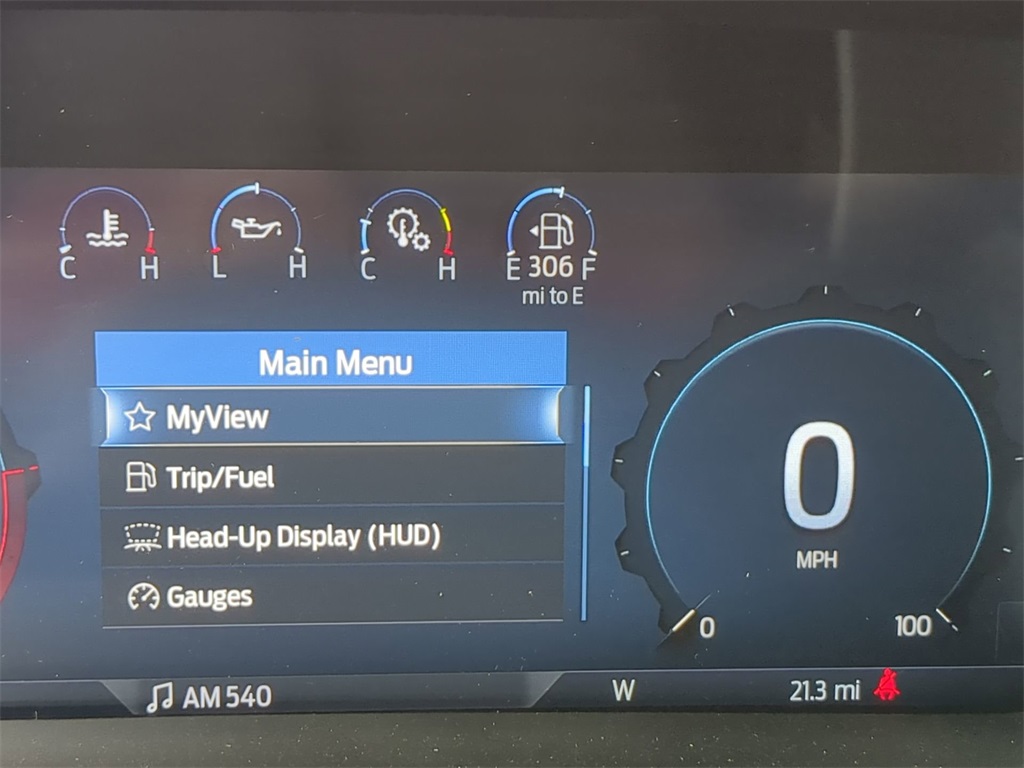 C H L H C H E 306 F
mi to E
Main Menu
MyView
Trip/Fuel
Head-Up Display (HUD)
Gauges
0
MPH
0 100
AM 540 W 21.3 mi